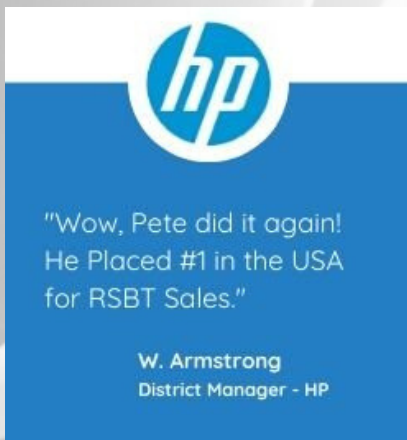 hp
"Wow, Pete did it again!
He Placed #1 in the USA
for RSBT Sales."
W. Armstrong
District Manager - HP